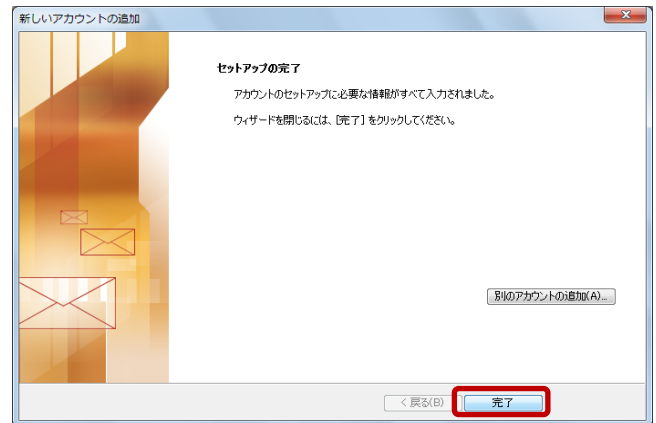 新しいアカウントの追加
セットアップの完了
アカウントのセットアップに必要な情報がすべて入力されました。
ウィザードを閉じるには、[完了] をクリックしてください。
別のアカウントの追加(A)...
< 戻る(B)
完了